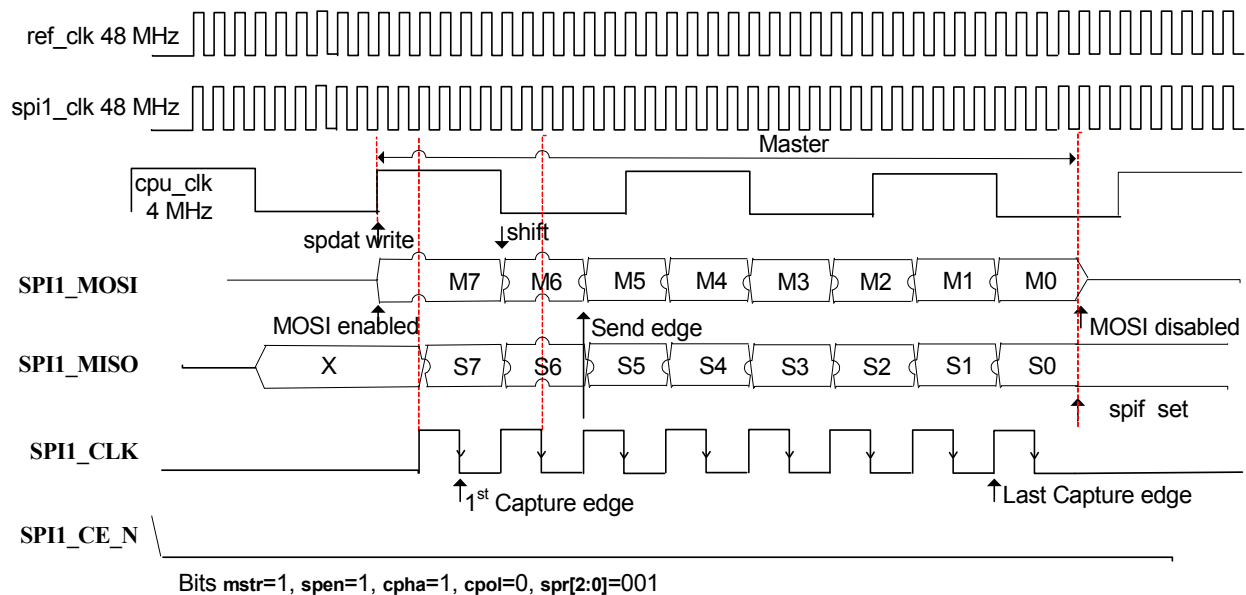 ref_clk 48 MHz
spi1_clk 48 MHz
Master
cpu_clk
4 MHz
spdat write
shift
SPI1_MOSI
M7 M6 M5 M4 M3 M2 M1 M0
MOSI enabled
Send edge
MOSI disabled
SPI1_MISO
X S7 S6 S5 S4 S3 S2 S1 S0
spif set
SPI1_CLK
1st Capture edge
Last Capture edge
SPI1_CE_N
Bits mstr=1, spen=1, cpha=1, cpol=0, spr[2:0]=001